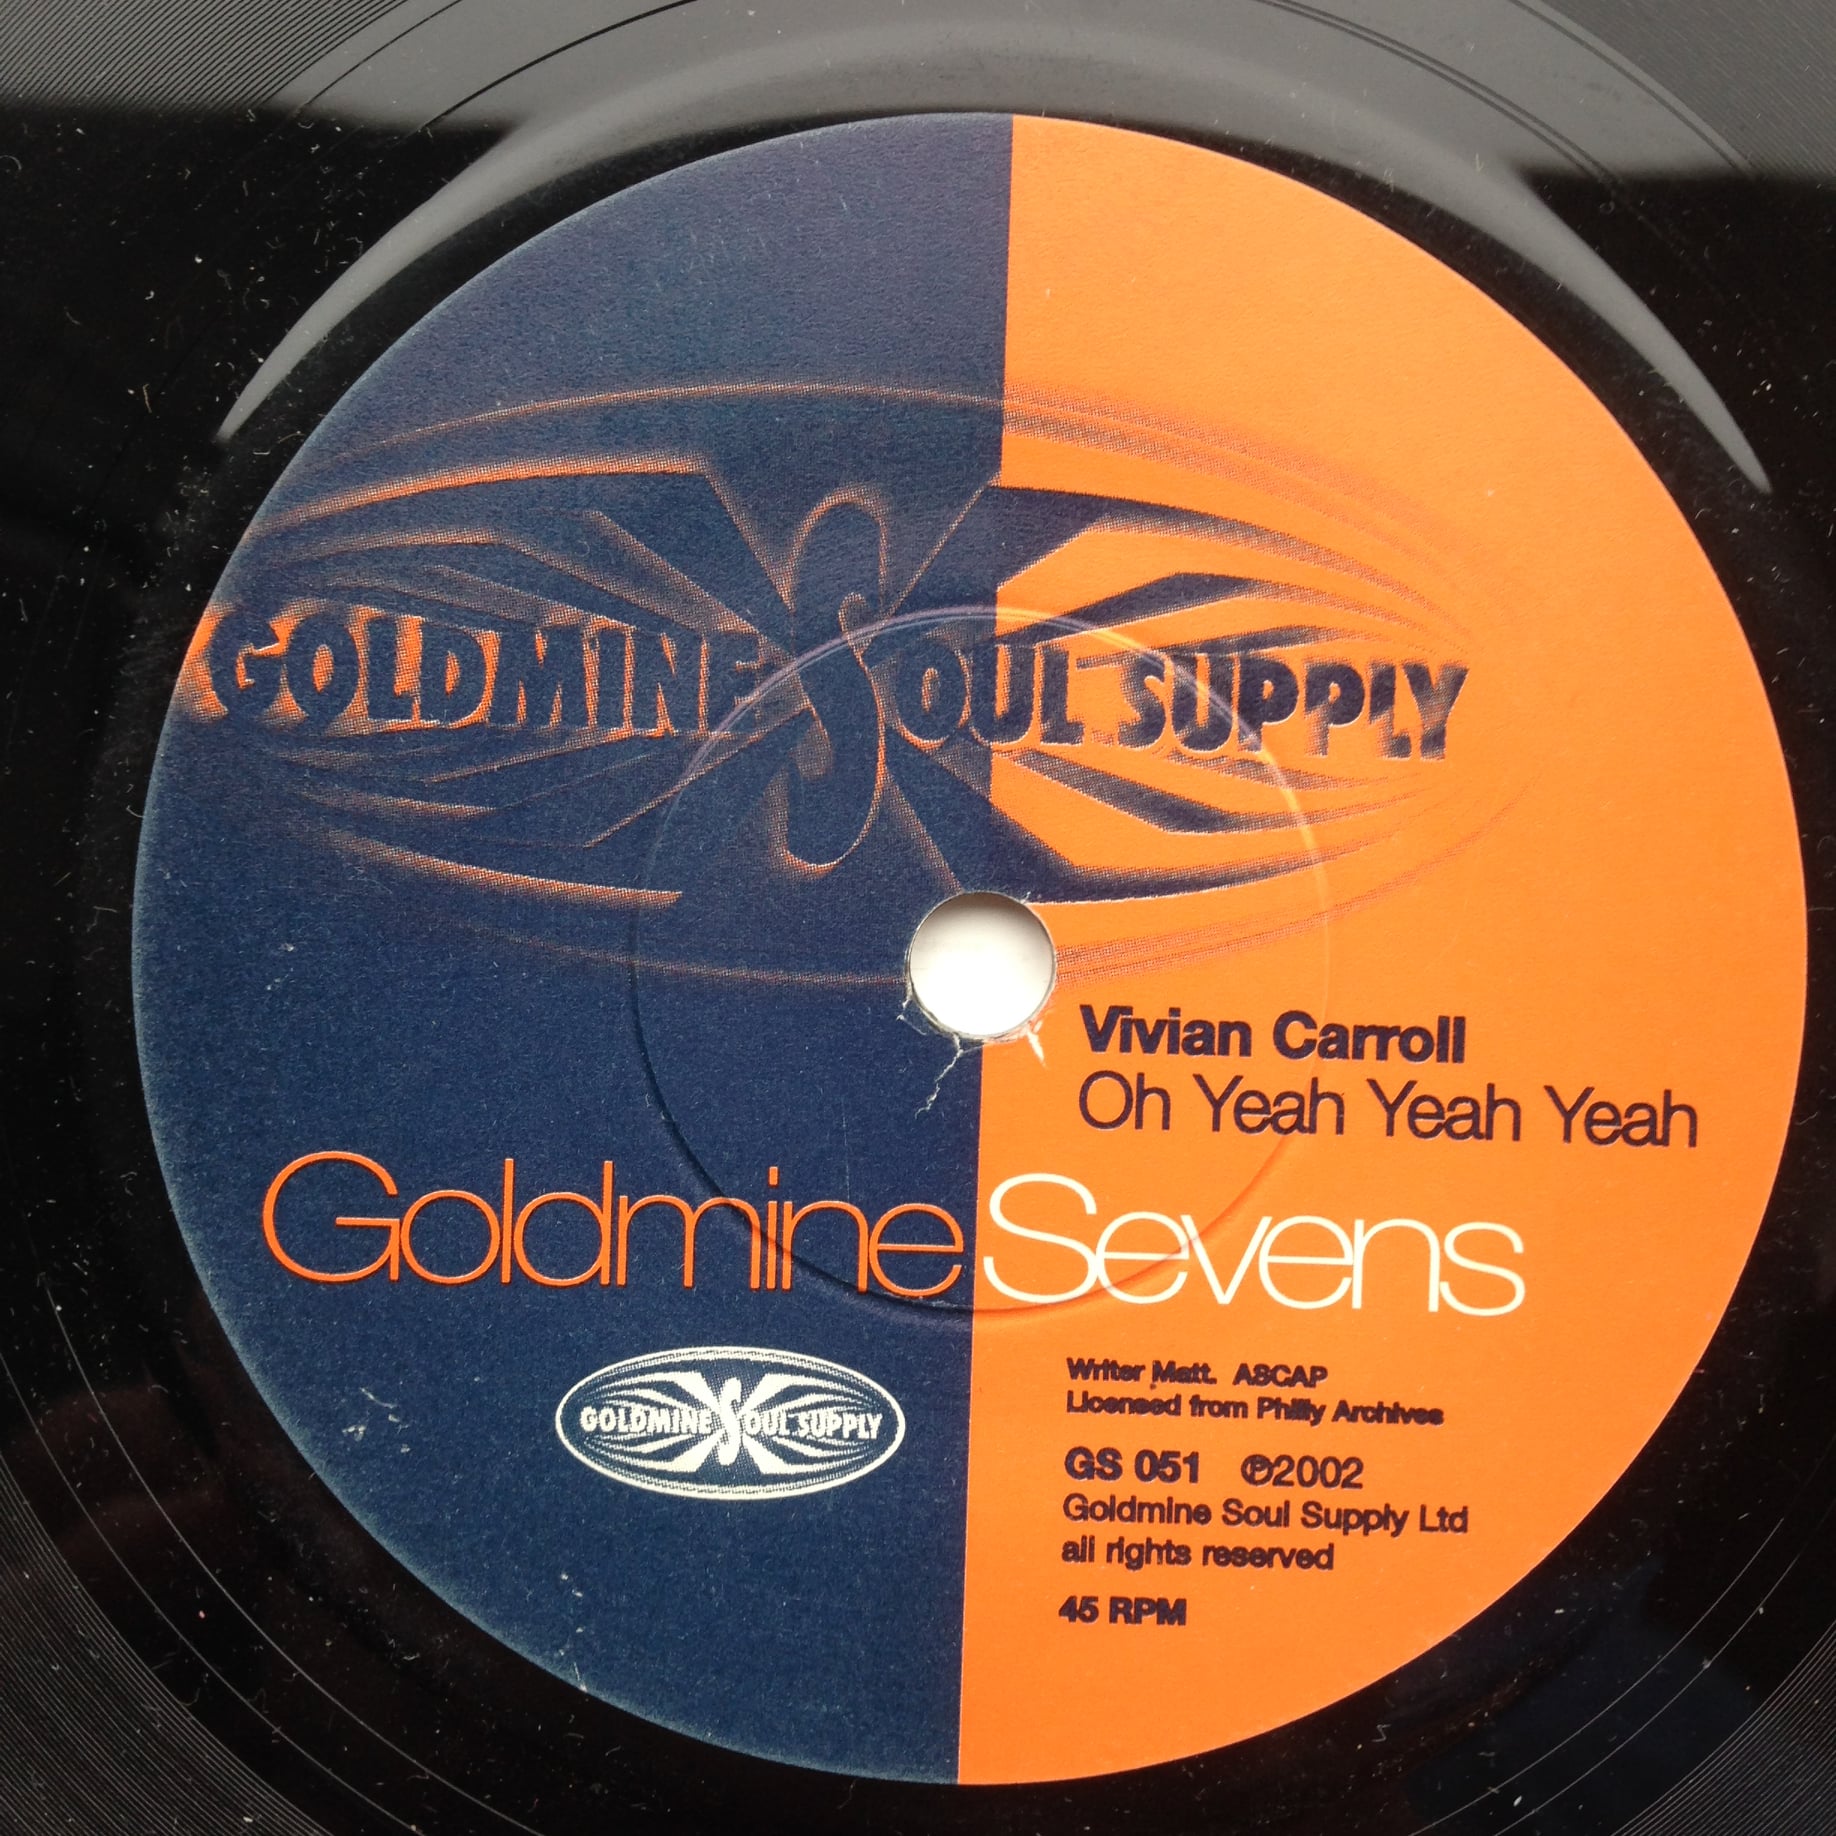 GOLDMINE SOUL SUPPLY
Vivian Carroll
Oh Yeah Yeah Yeah
Goldmine Sevens
Writer Matt. ASCAP
Licensed from Philly Archives
GOLDMINE SOUL SUPPLY
GS 051 ℗2002
Goldmine Soul Supply Ltd
all rights reserved
45 RPM